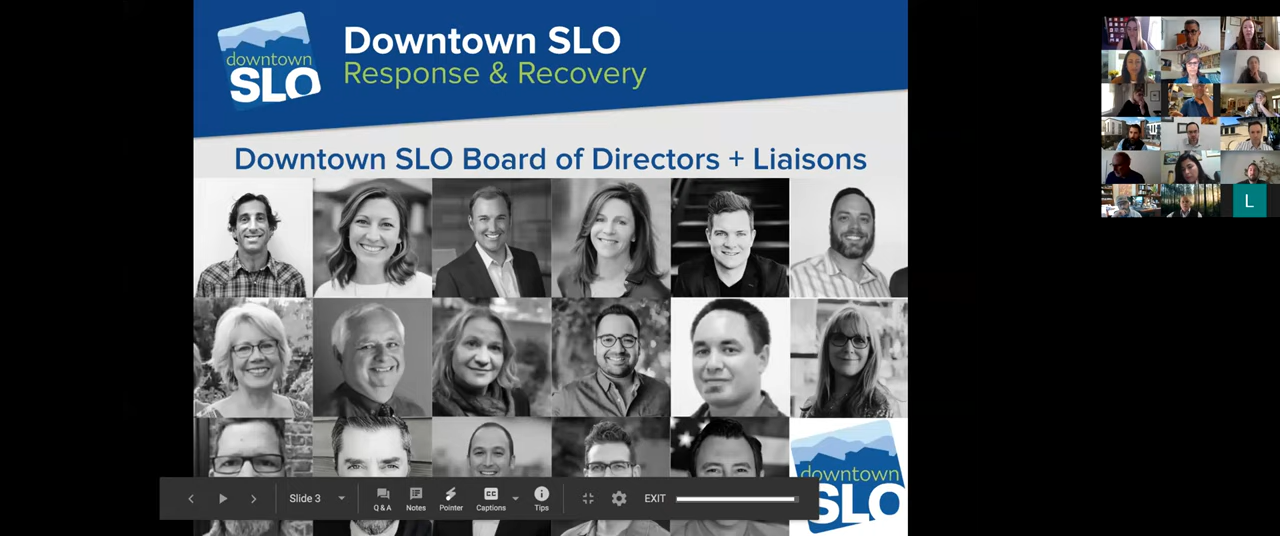 downtown
SLO
Downtown SLO
Response & Recovery
Downtown SLO Board of Directors + Liaisons
L
downtown
SLO
Slide 3
Q & A
Notes
Pointer
Captions
Tips
EXIT